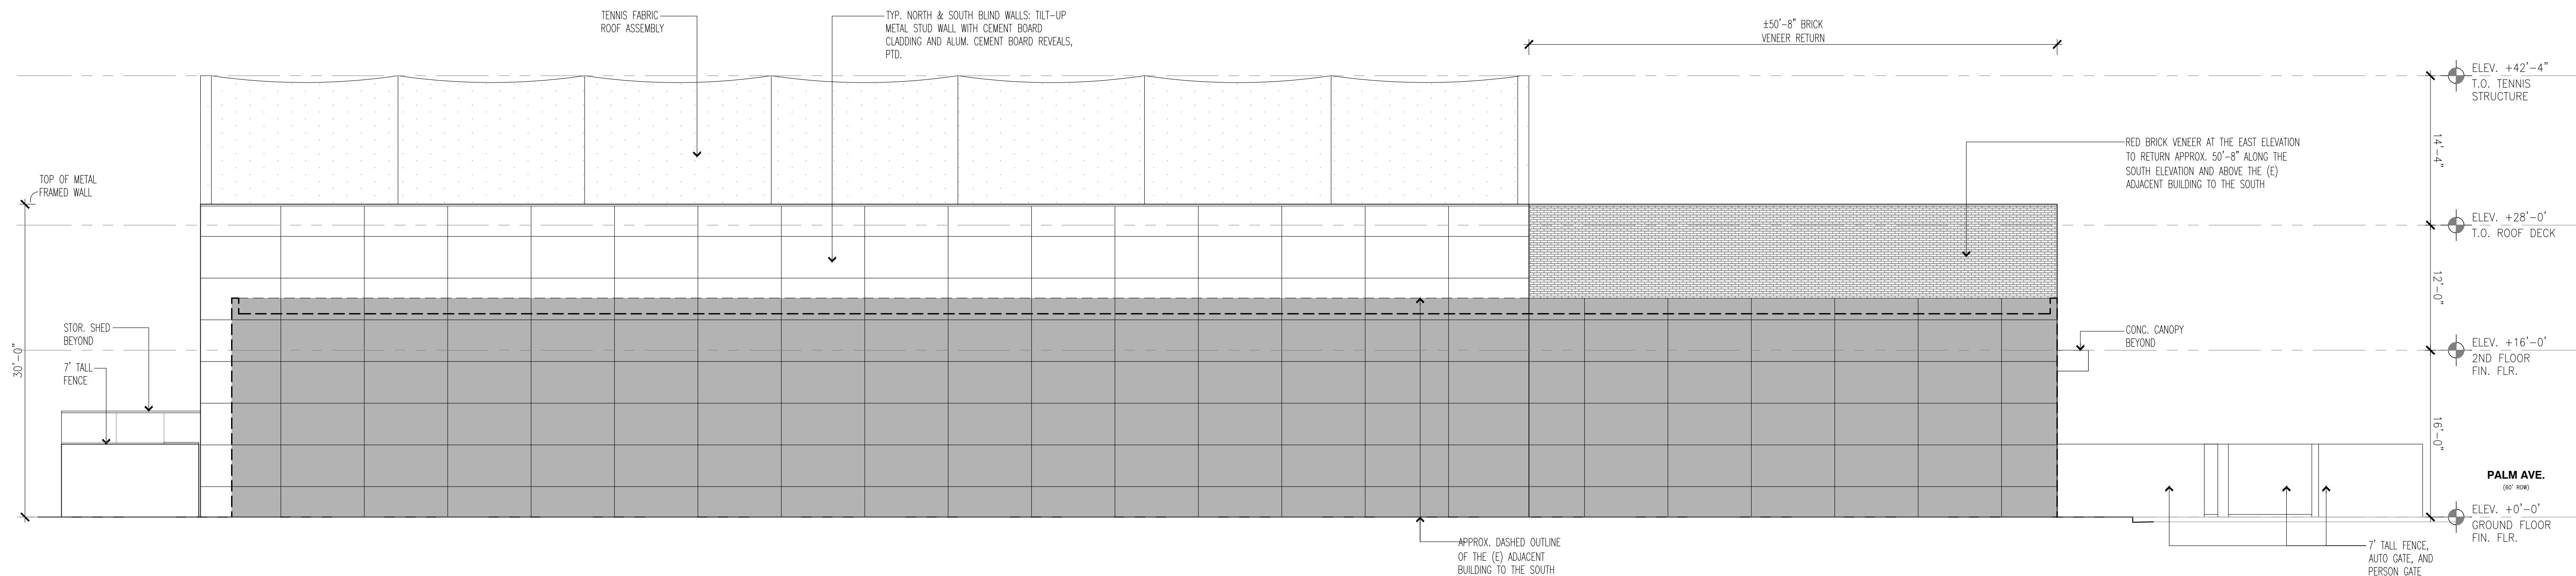 TENNIS FABRIC
ROOF ASSEMBLY
TYP. NORTH & SOUTH BLIND WALLS: TILT-UP
METAL STUD WALL WITH CEMENT BOARD
CLADDING AND ALUM. CEMENT BOARD REVEALS,
PTD.
±50'-8" BRICK
VENEER RETURN
ELEV. +42'-4"
T.O. TENNIS
STRUCTURE
14'-4"
RED BRICK VENEER AT THE EAST ELEVATION
TO RETURN APPROX. 50'-8" ALONG THE
SOUTH ELEVATION AND ABOVE THE (E)
ADJACENT BUILDING TO THE SOUTH
TOP OF METAL
FRAMED WALL
ELEV. +28'-0'
T.O. ROOF DECK
12'-0"
STOR. SHED
BEYOND
30'-0"
7' TALL
FENCE
CONC. CANOPY
BEYOND
ELEV. +16'-0'
2ND FLOOR
FIN. FLR.
16'-0"
PALM AVE.
(60' ROW)
ELEV. +0'-0'
GROUND FLOOR
FIN. FLR.
APPROX. DASHED OUTLINE
OF THE (E) ADJACENT
BUILDING TO THE SOUTH
7' TALL FENCE,
AUTO GATE, AND
PERSON GATE